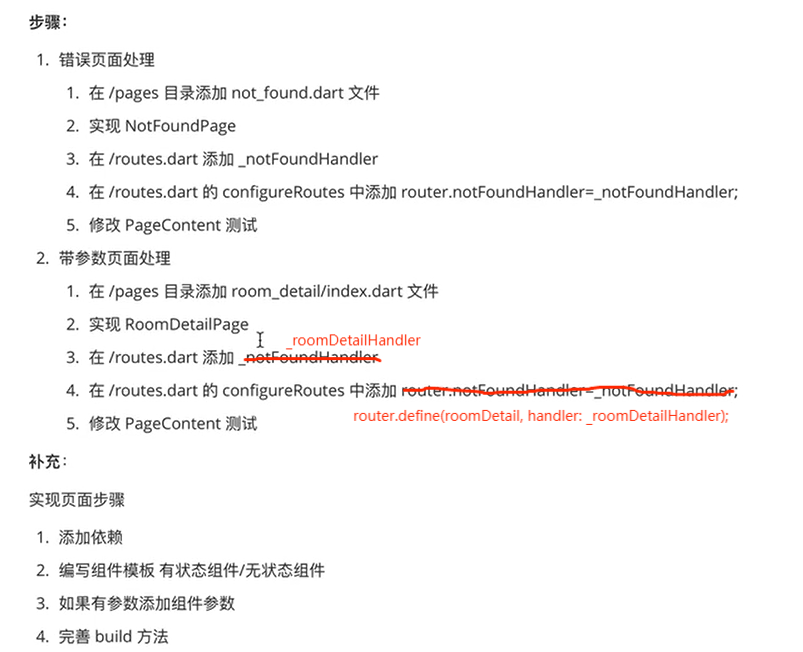 步骤：
1. 错误页面处理
1. 在 /pages 目录添加 not_found.dart 文件
2. 实现 NotFoundPage
3. 在 /routes.dart 添加 _notFoundHandler
4. 在 /routes.dart 的 configureRoutes 中添加 router.notFoundHandler=_notFoundHandler;
5. 修改 PageContent 测试
2. 带参数页面处理
1. 在 /pages 目录添加 room_detail/index.dart 文件
2. 实现 RoomDetailPage
_roomDetailHandler
3. 在 /routes.dart 添加 _notFoundHandler
4. 在 /routes.dart 的 configureRoutes 中添加 router.notFoundHandler=_notFoundHandler;
router.define(roomDetail, handler: _roomDetailHandler);
5. 修改 PageContent 测试
补充：
实现页面步骤
1. 添加依赖
2. 编写组件模板 有状态组件/无状态组件
3. 如果有参数添加组件参数
4. 完善 build 方法